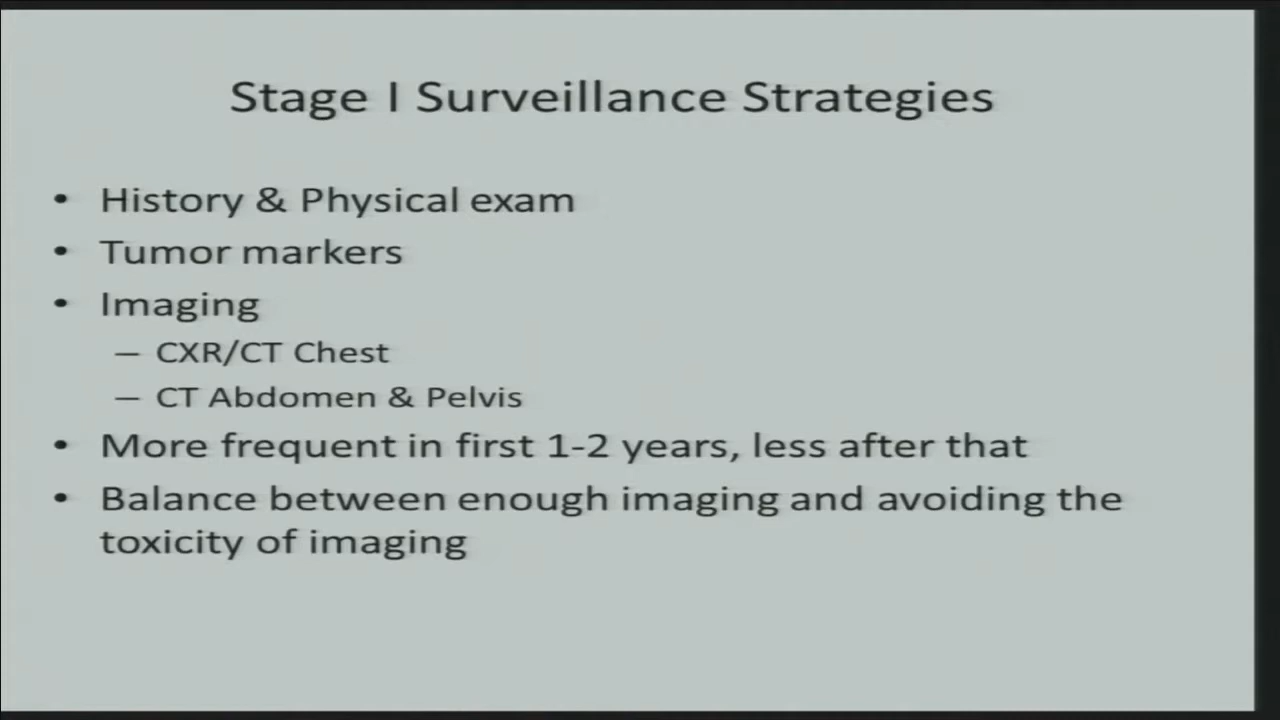 Stage I Surveillance Strategies
• History & Physical exam
• Tumor markers
• Imaging
– CXR/CT Chest
– CT Abdomen & Pelvis
• More frequent in first 1-2 years, less after that
• Balance between enough imaging and avoiding the
toxicity of imaging